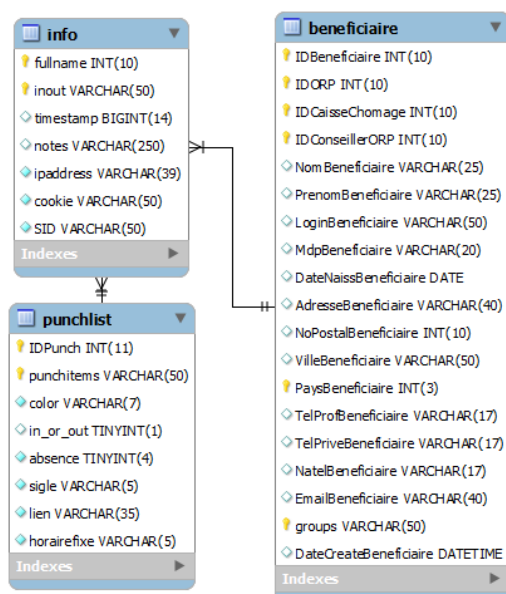 info
fullname INT(10)
inout VARCHAR(50)
timestamp BIGINT(14)
notes VARCHAR(250)
ipaddress VARCHAR(39)
cookie VARCHAR(50)
SID VARCHAR(50)
Indexes
punchlist
IDPunch INT(11)
punchitems VARCHAR(50)
color VARCHAR(7)
in_or_out TINYINT(1)
absence TINYINT(4)
sigle VARCHAR(5)
lien VARCHAR(35)
horairefixe VARCHAR(5)
Indexes
beneficiaire
IDBeneficiaire INT(10)
IDORP INT(10)
IDCaisseChomage INT(10)
IDConseillerORP INT(10)
NomBeneficiaire VARCHAR(25)
PrenomBeneficiaire VARCHAR(25)
LoginBeneficiaire VARCHAR(50)
MdpBeneficiaire VARCHAR(20)
DateNaissBeneficiaire DATE
AdresseBeneficiaire VARCHAR(40)
NoPostalBeneficiaire INT(10)
VilleBeneficiaire VARCHAR(50)
PaysBeneficiaire INT(3)
TelProfBeneficiaire VARCHAR(17)
TelPriveBeneficiaire VARCHAR(17)
NatelBeneficiaire VARCHAR(17)
EmailBeneficiaire VARCHAR(40)
groups VARCHAR(50)
DateCreateBeneficiaire DATETIME
Indexes